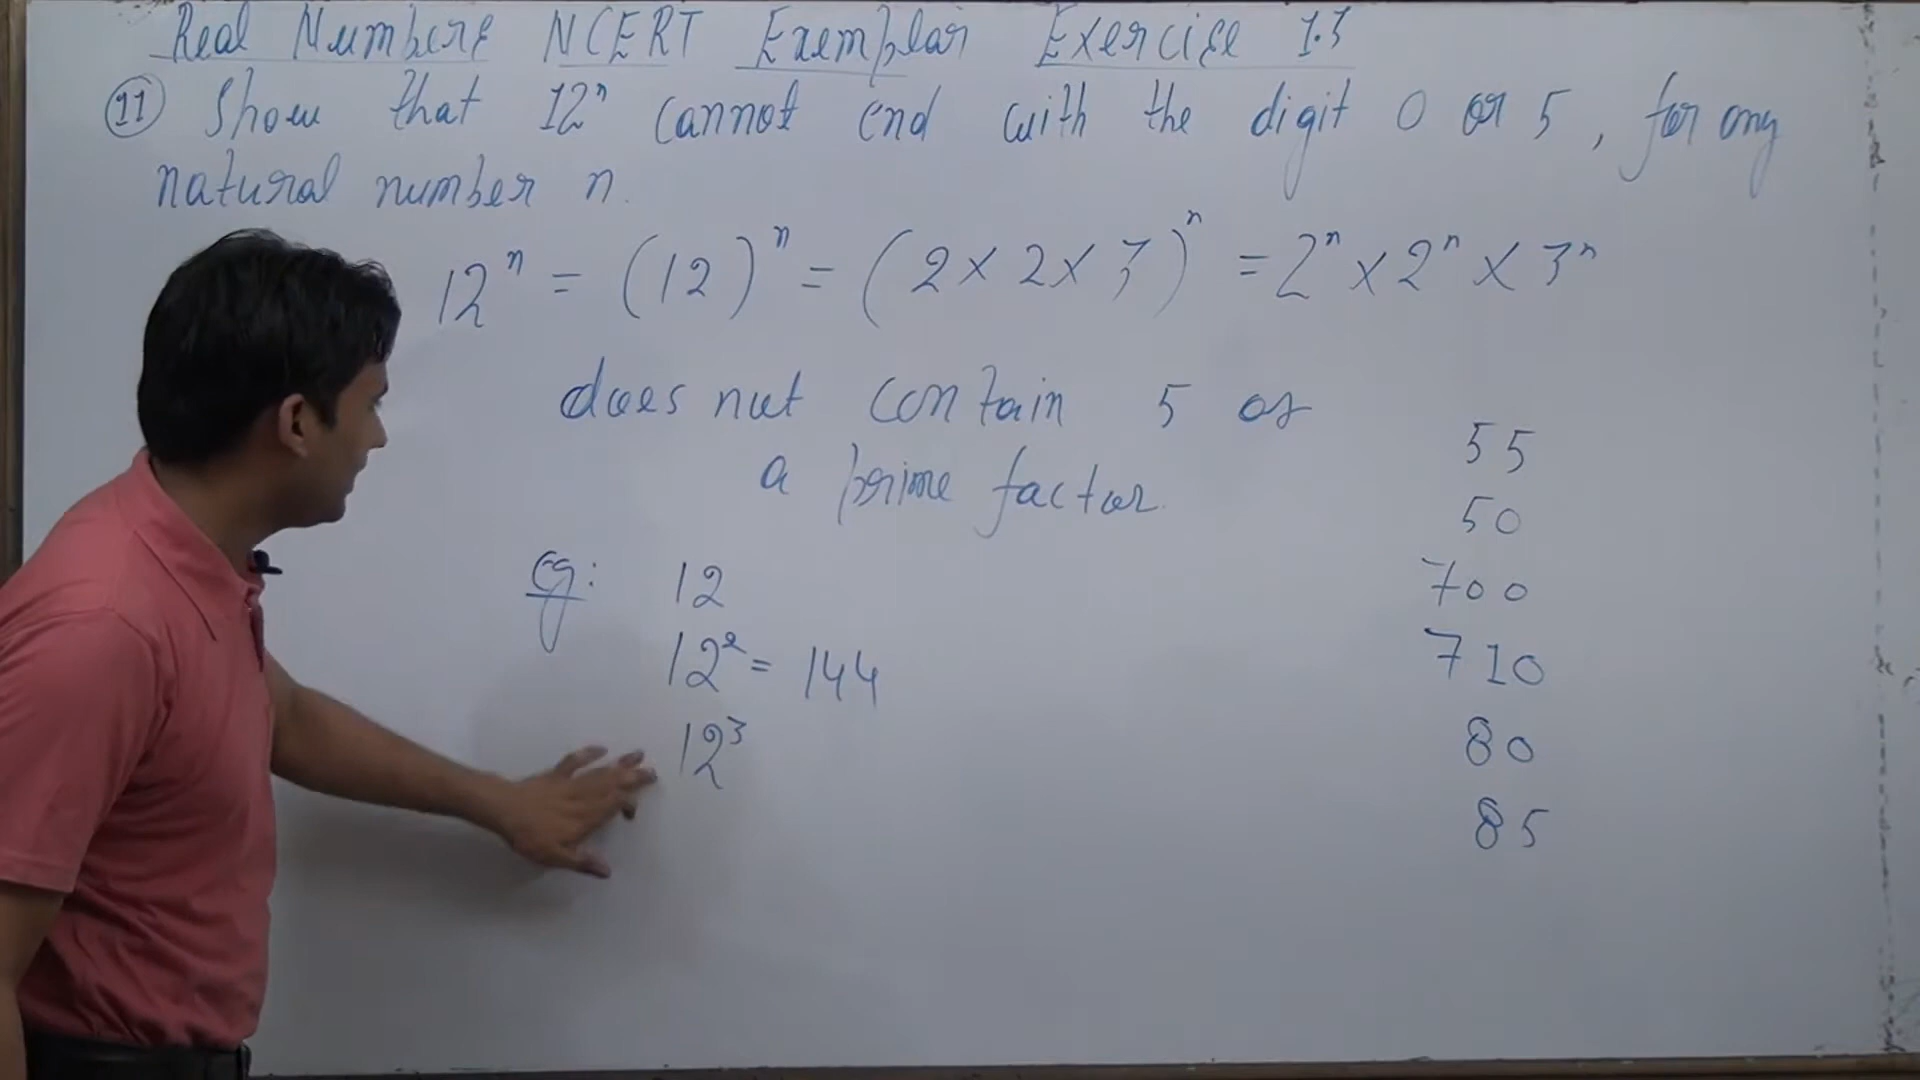 Real Numbers NCERT Exemplar Exercise 1.3
11 Show that 12ⁿ cannot end with the digit 0 or 5, for any
natural number n.
12ⁿ = (12)ⁿ = (2 × 2 × 3)ⁿ = 2ⁿ × 2ⁿ × 3ⁿ
does not contain 5 as
a prime factor.
eg: 12
12² = 144
12³
55
50
700
710
80
85